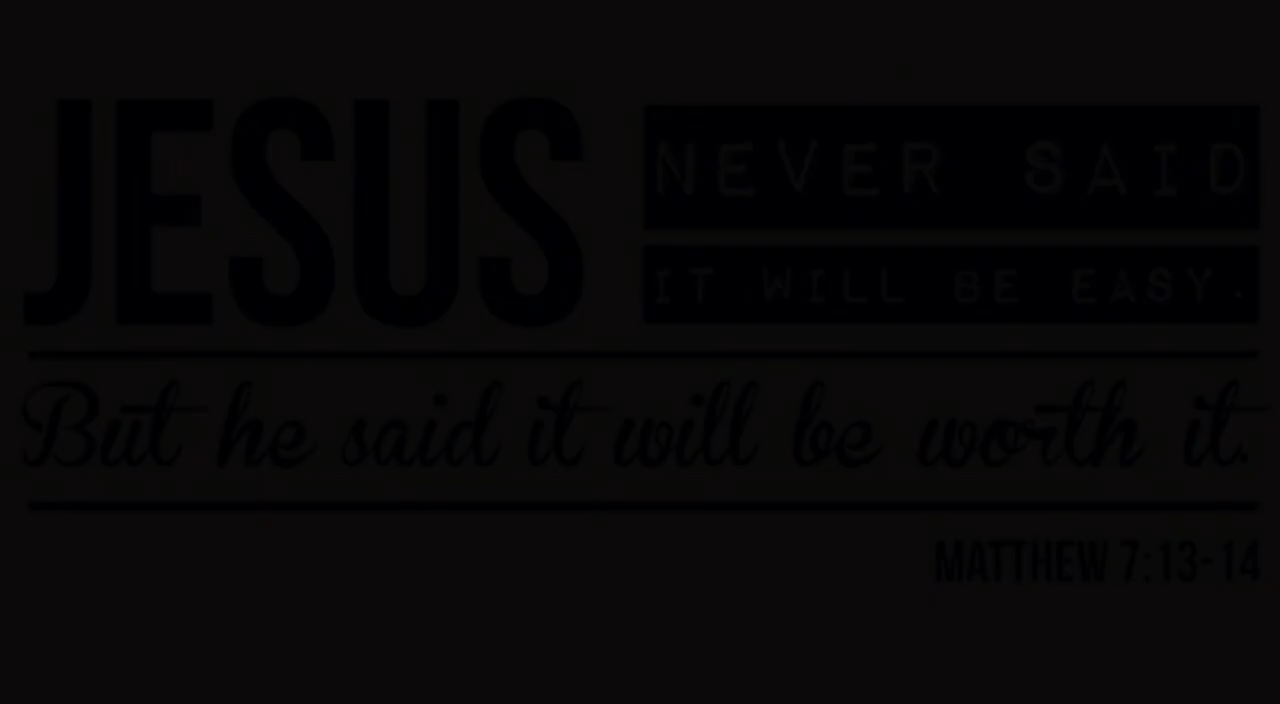 JESUS
NEVER SAID
IT WILL BE EASY.
But he said it will be worth it.
MATTHEW 7:13-14